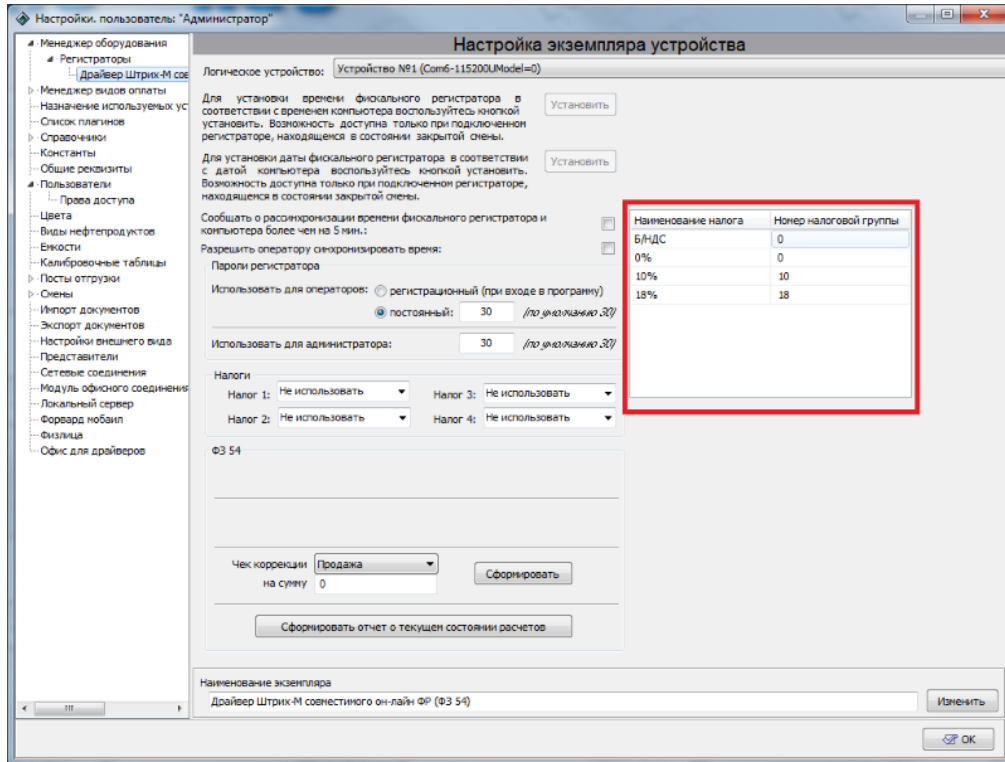 Настройки. пользователь: "Администратор"
Менеджер оборудования
Регистраторы
Драйвер Штрих-М сов
Менеджер видов оплаты
Назначение используемых ус
Список плагинов
Справочники
Константы
Общие реквизиты
Пользователи
Права доступа
Цвета
Виды нефтепродуктов
Емкости
Калибровочные таблицы
Посты отгрузки
Смены
Импорт документов
Экспорт документов
Настройки внешнего вида
Представители
Сетевые соединения
Модуль офисного соединения
Локальный сервер
Форвард мобаил
Физлица
Офис для драйверов
Настройка экземпляра устройства
Логическое устройство: Устройство №1 (Com6-115200UModel=0)
Для установки времени фискального регистратора в
соответствии с временем компьютера воспользуйтесь кнопкой
установить. Возможность доступна только при подключенном
регистраторе, находящемся в состоянии закрытой смены.
Установить
Для установки даты фискального регистратора в соответствии
с датой компьютера воспользуйтесь кнопкой установить.
Возможность доступна только при подключенном регистраторе,
находящемся в состоянии закрытой смены.
Установить
Сообщать о рассинхронизации времени фискального регистратора и
компьютера более чем на 5 мин.:
Разрешить оператору синхронизировать время:
Пароли регистратора
Использовать для операторов: регистрационный (при входе в программу)
постоянный: 30 /по умолчанию 30/
Использовать для администратора: 30 /по умолчанию 30/
Налоги
Налог 1: Не использовать Налог 3: Не использовать
Налог 2: Не использовать Налог 4: Не использовать
ФЗ 54
Чек коррекции Продажа
на сумму 0
Сформировать
Сформировать отчет о текущем состоянии расчетов
Наименование налога Номер налоговой группы
Б/НДС 0
0% 0
10% 10
18% 18
Наименование экземпляра
Драйвер Штрих-М совместимого он-лайн ФР (ФЗ 54)
Изменить
OK